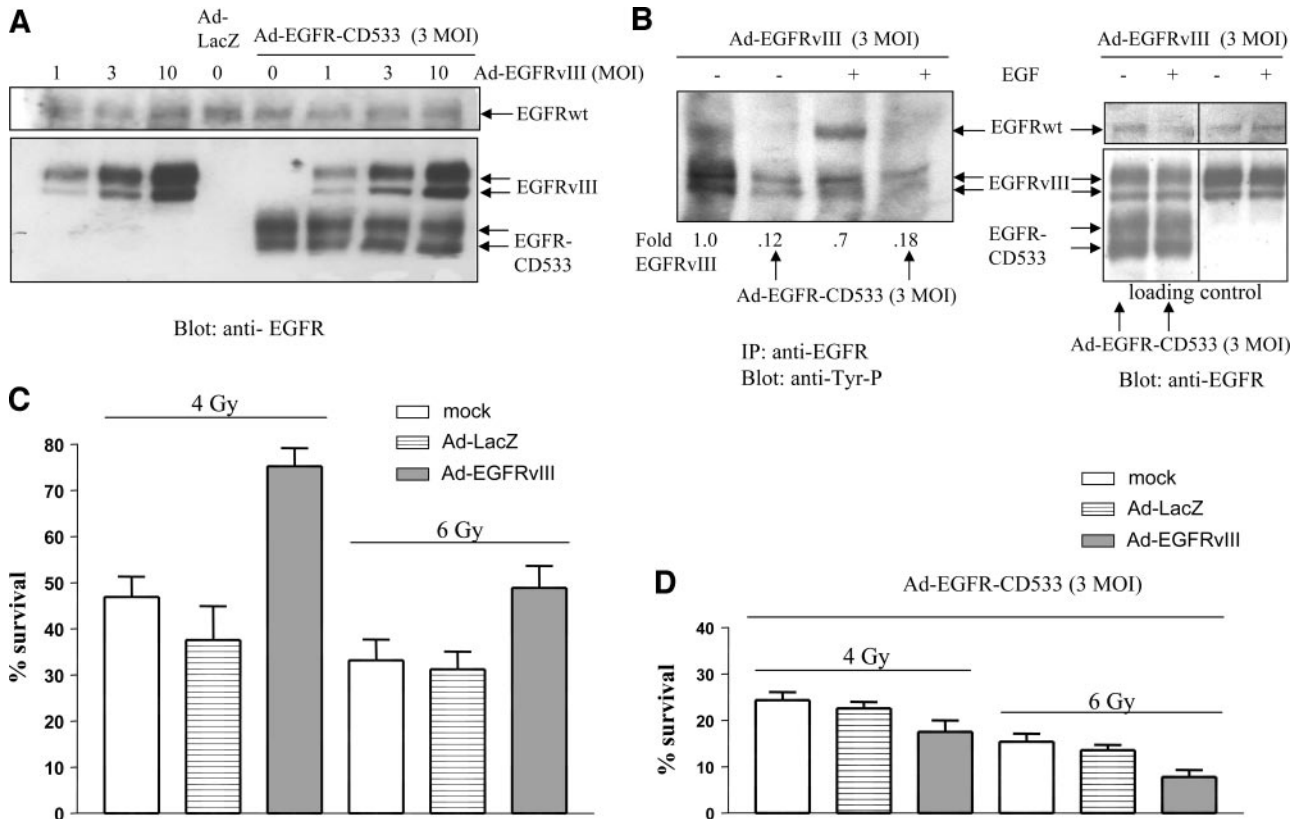 A
Ad-
LacZ
Ad-EGFR-CD533 (3 MOI)
1 3 10 0 0 1 3 10 Ad-EGFRvIII (MOI)
EGFRwt
EGFRvIII
EGFR-
CD533
Blot: anti- EGFR
B
Ad-EGFRvIII (3 MOI)
- - + +
EGFRwt
EGFRvIII
EGFR-
CD533
Fold 1.0 .12 .7 .18
EGFRvIII
Ad-EGFR-CD533 (3 MOI)
IP: anti-EGFR
Blot: anti-Tyr-P
Ad-EGFRvIII (3 MOI)
EGF - + - +
loading control
Ad-EGFR-CD533 (3 MOI)
Blot: anti-EGFR
C
4 Gy
mock
Ad-LacZ
Ad-EGFRvIII
6 Gy
% survival
80
70
60
50
40
30
20
10
0
mock
Ad-LacZ
Ad-EGFRvIII
D
Ad-EGFR-CD533 (3 MOI)
4 Gy
6 Gy
% survival
40
30
20
10
0